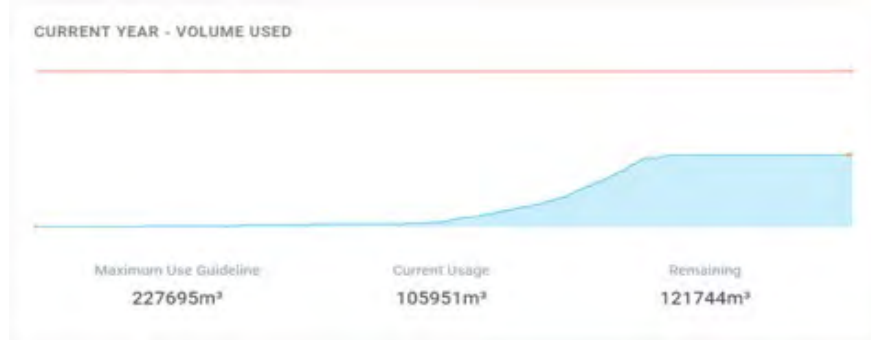 CURRENT YEAR - VOLUME USED
Maximum Use Guideline Current Usage Remaining
227695m³ 105951m³ 121744m³